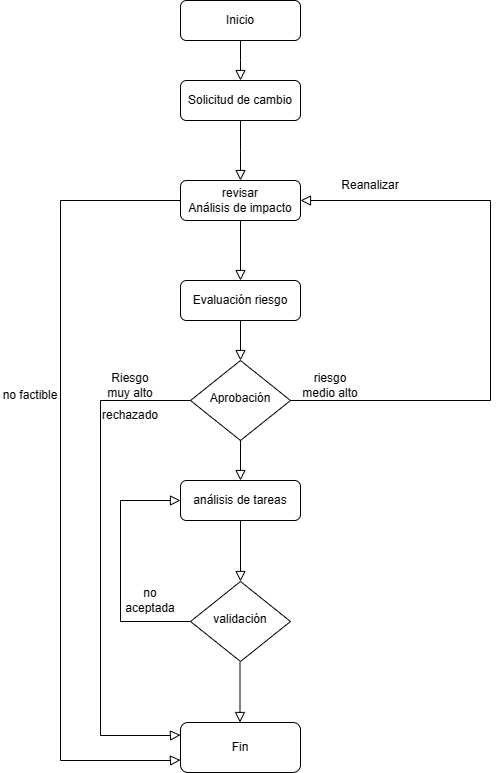 Inicio
Solicitud de cambio
Reanalizar
revisar
Análisis de impacto
Evaluación riesgo
no factible
Riesgo
muy alto
rechazado
Aprobación
riesgo
medio alto
análisis de tareas
no
aceptada
validación
Fin